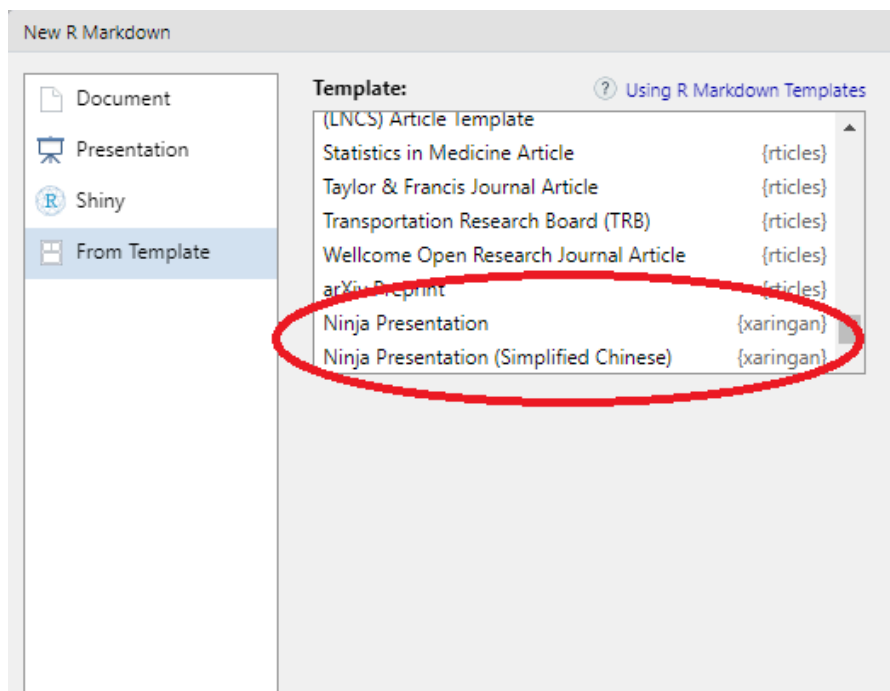 New R Markdown
Document
Presentation
Shiny
From Template
Template:
? Using R Markdown Templates
(LNCS) Article Template
Statistics in Medicine Article {rticles}
Taylor & Francis Journal Article {rticles}
Transportation Research Board (TRB) {rticles}
Wellcome Open Research Journal Article {rticles}
arXiv Preprint {rticles}
Ninja Presentation {xaringan}
Ninja Presentation (Simplified Chinese) {xaringan}